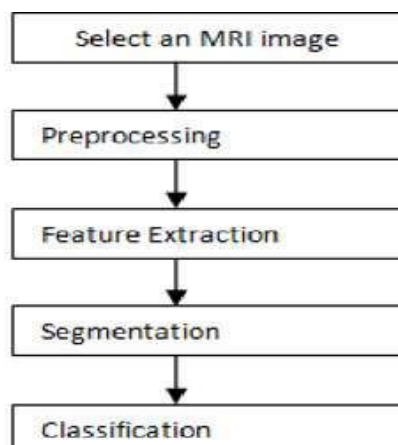 Select an MRI image
Preprocessing
Feature Extraction
Segmentation
Classification